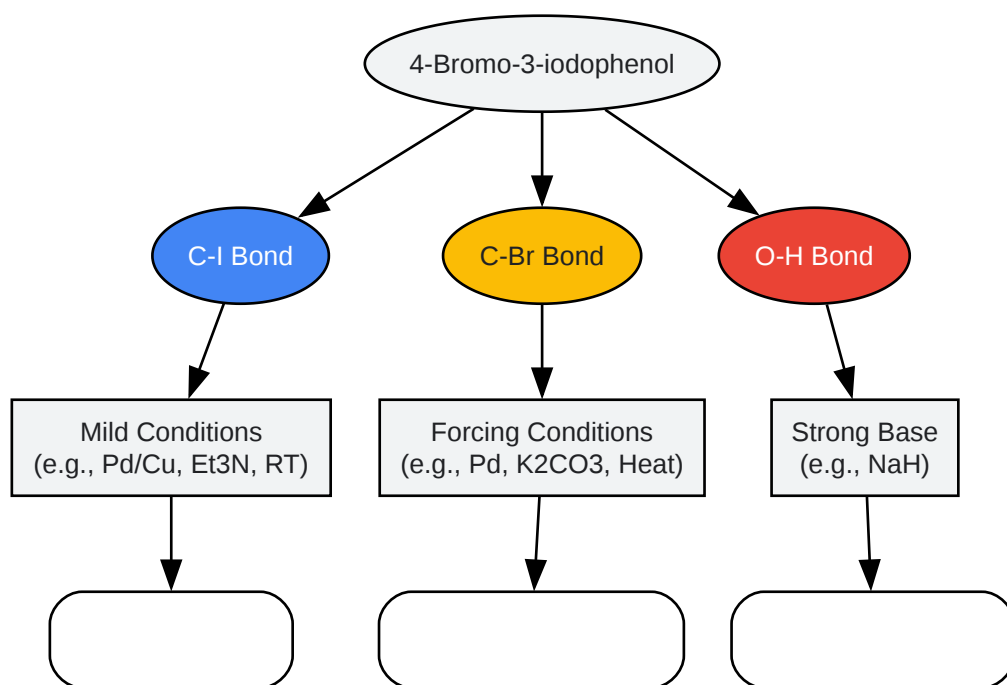 4-Bromo-3-iodophenol
C-I Bond
C-Br Bond
O-H Bond
Mild Conditions
(e.g., Pd/Cu, Et3N, RT)
Forcing Conditions
(e.g., Pd, K2CO3, Heat)
Strong Base
(e.g., NaH)